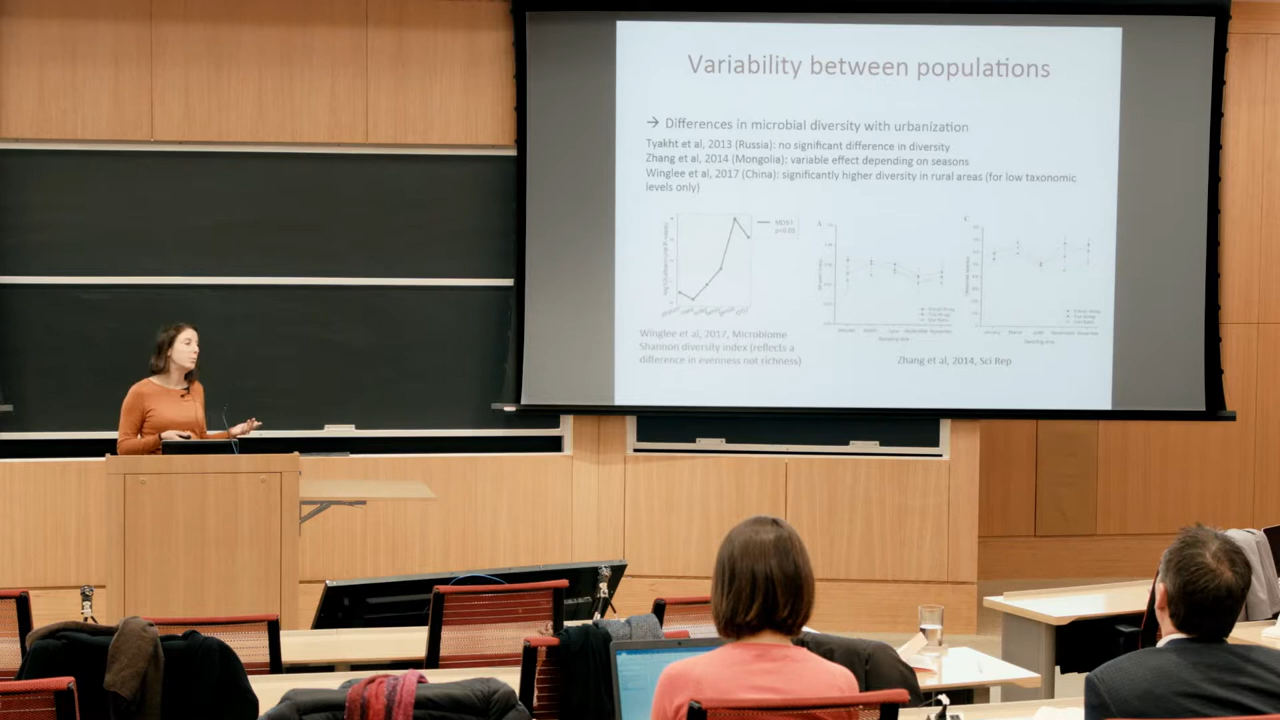 Variability between populations
→ Differences in microbial diversity with urbanization
Tyakht et al, 2013 (Russia): no significant difference in diversity
Zhang et al, 2014 (Mongolia): variable effect depending on seasons
Winglee et al, 2017 (China): significantly higher diversity in rural areas (for low taxonomic
levels only)
MDS1
Winglee et al, 2017, Microbiome
Shannon diversity index (reflects a
difference in evenness not richness)
Zhang et al, 2014, Sci Rep